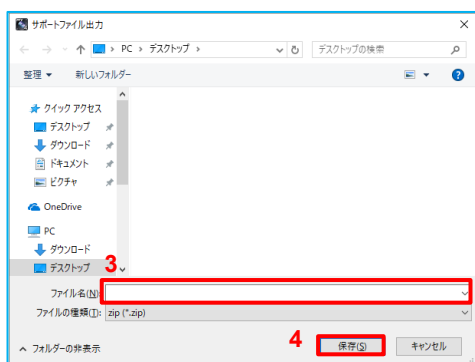 サポートファイル出力
PC › デスクトップ ›
デスクトップの検索
整理 新しいフォルダー
クイック アクセス
デスクトップ
ダウンロード
ドキュメント
ピクチャ
OneDrive
PC
ダウンロード
デスクトップ
3
ファイル名(N):
ファイルの種類(T): zip (*.zip)
フォルダーの非表示
4
保存(S)
キャンセル